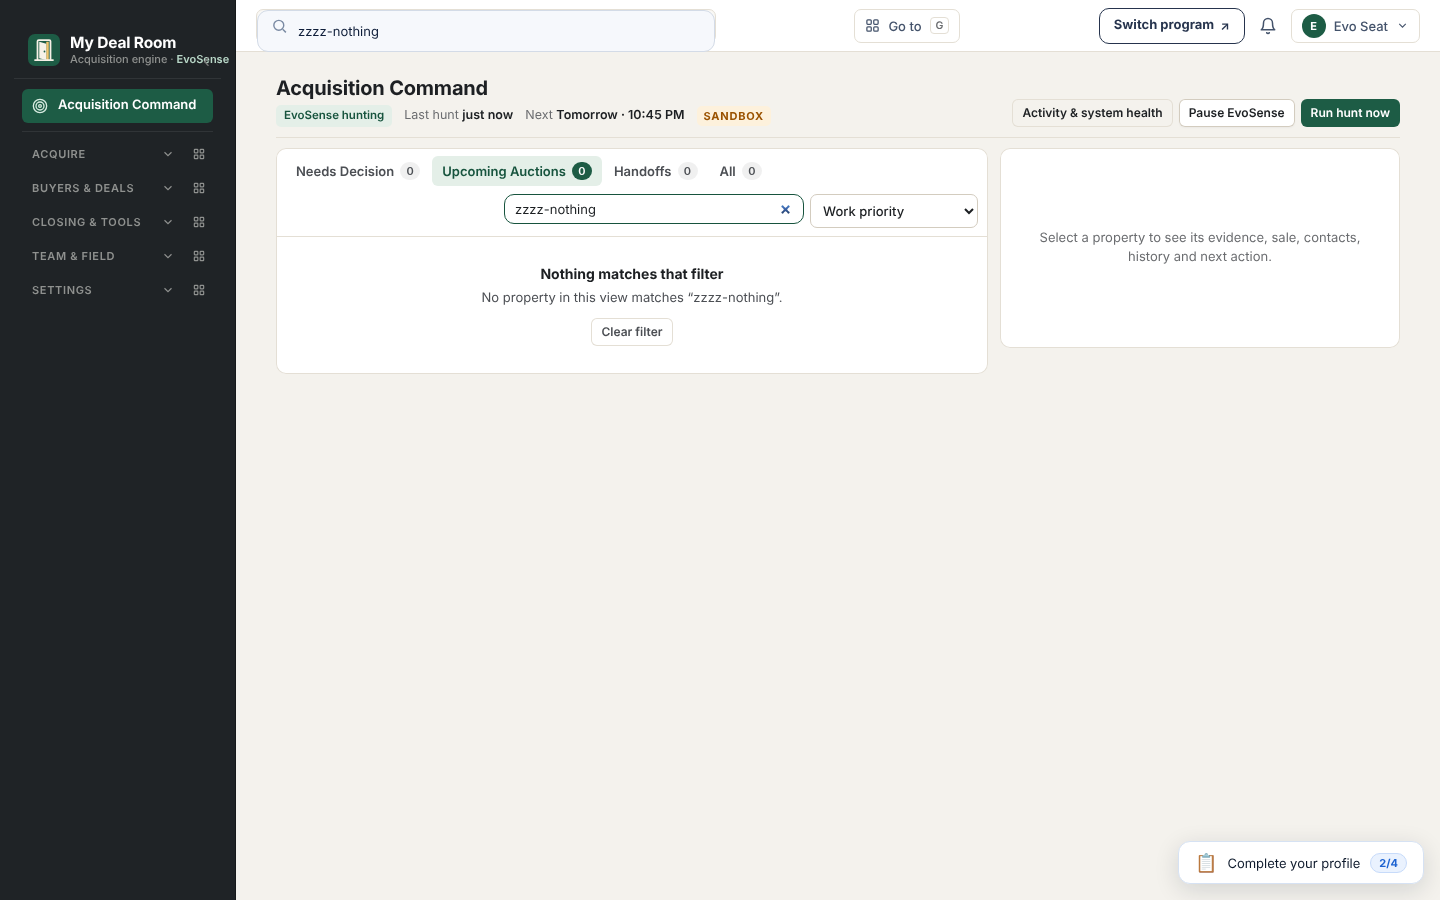 My Deal Room
Acquisition engine · EvoSense
Acquisition Command
ACQUIRE
BUYERS & DEALS
CLOSING & TOOLS
TEAM & FIELD
SETTINGS
zzzz-nothing
Go to G
Switch program ↗
E Evo Seat
Acquisition Command
EvoSense hunting Last hunt just now Next Tomorrow · 10:45 PM SANDBOX
Activity & system health Pause EvoSense Run hunt now
Needs Decision 0 Upcoming Auctions 0 Handoffs 0 All 0
zzzz-nothing × Work priority
Nothing matches that filter
No property in this view matches “zzzz-nothing”.
Clear filter
Select a property to see its evidence, sale, contacts,
history and next action.
Complete your profile 2/4